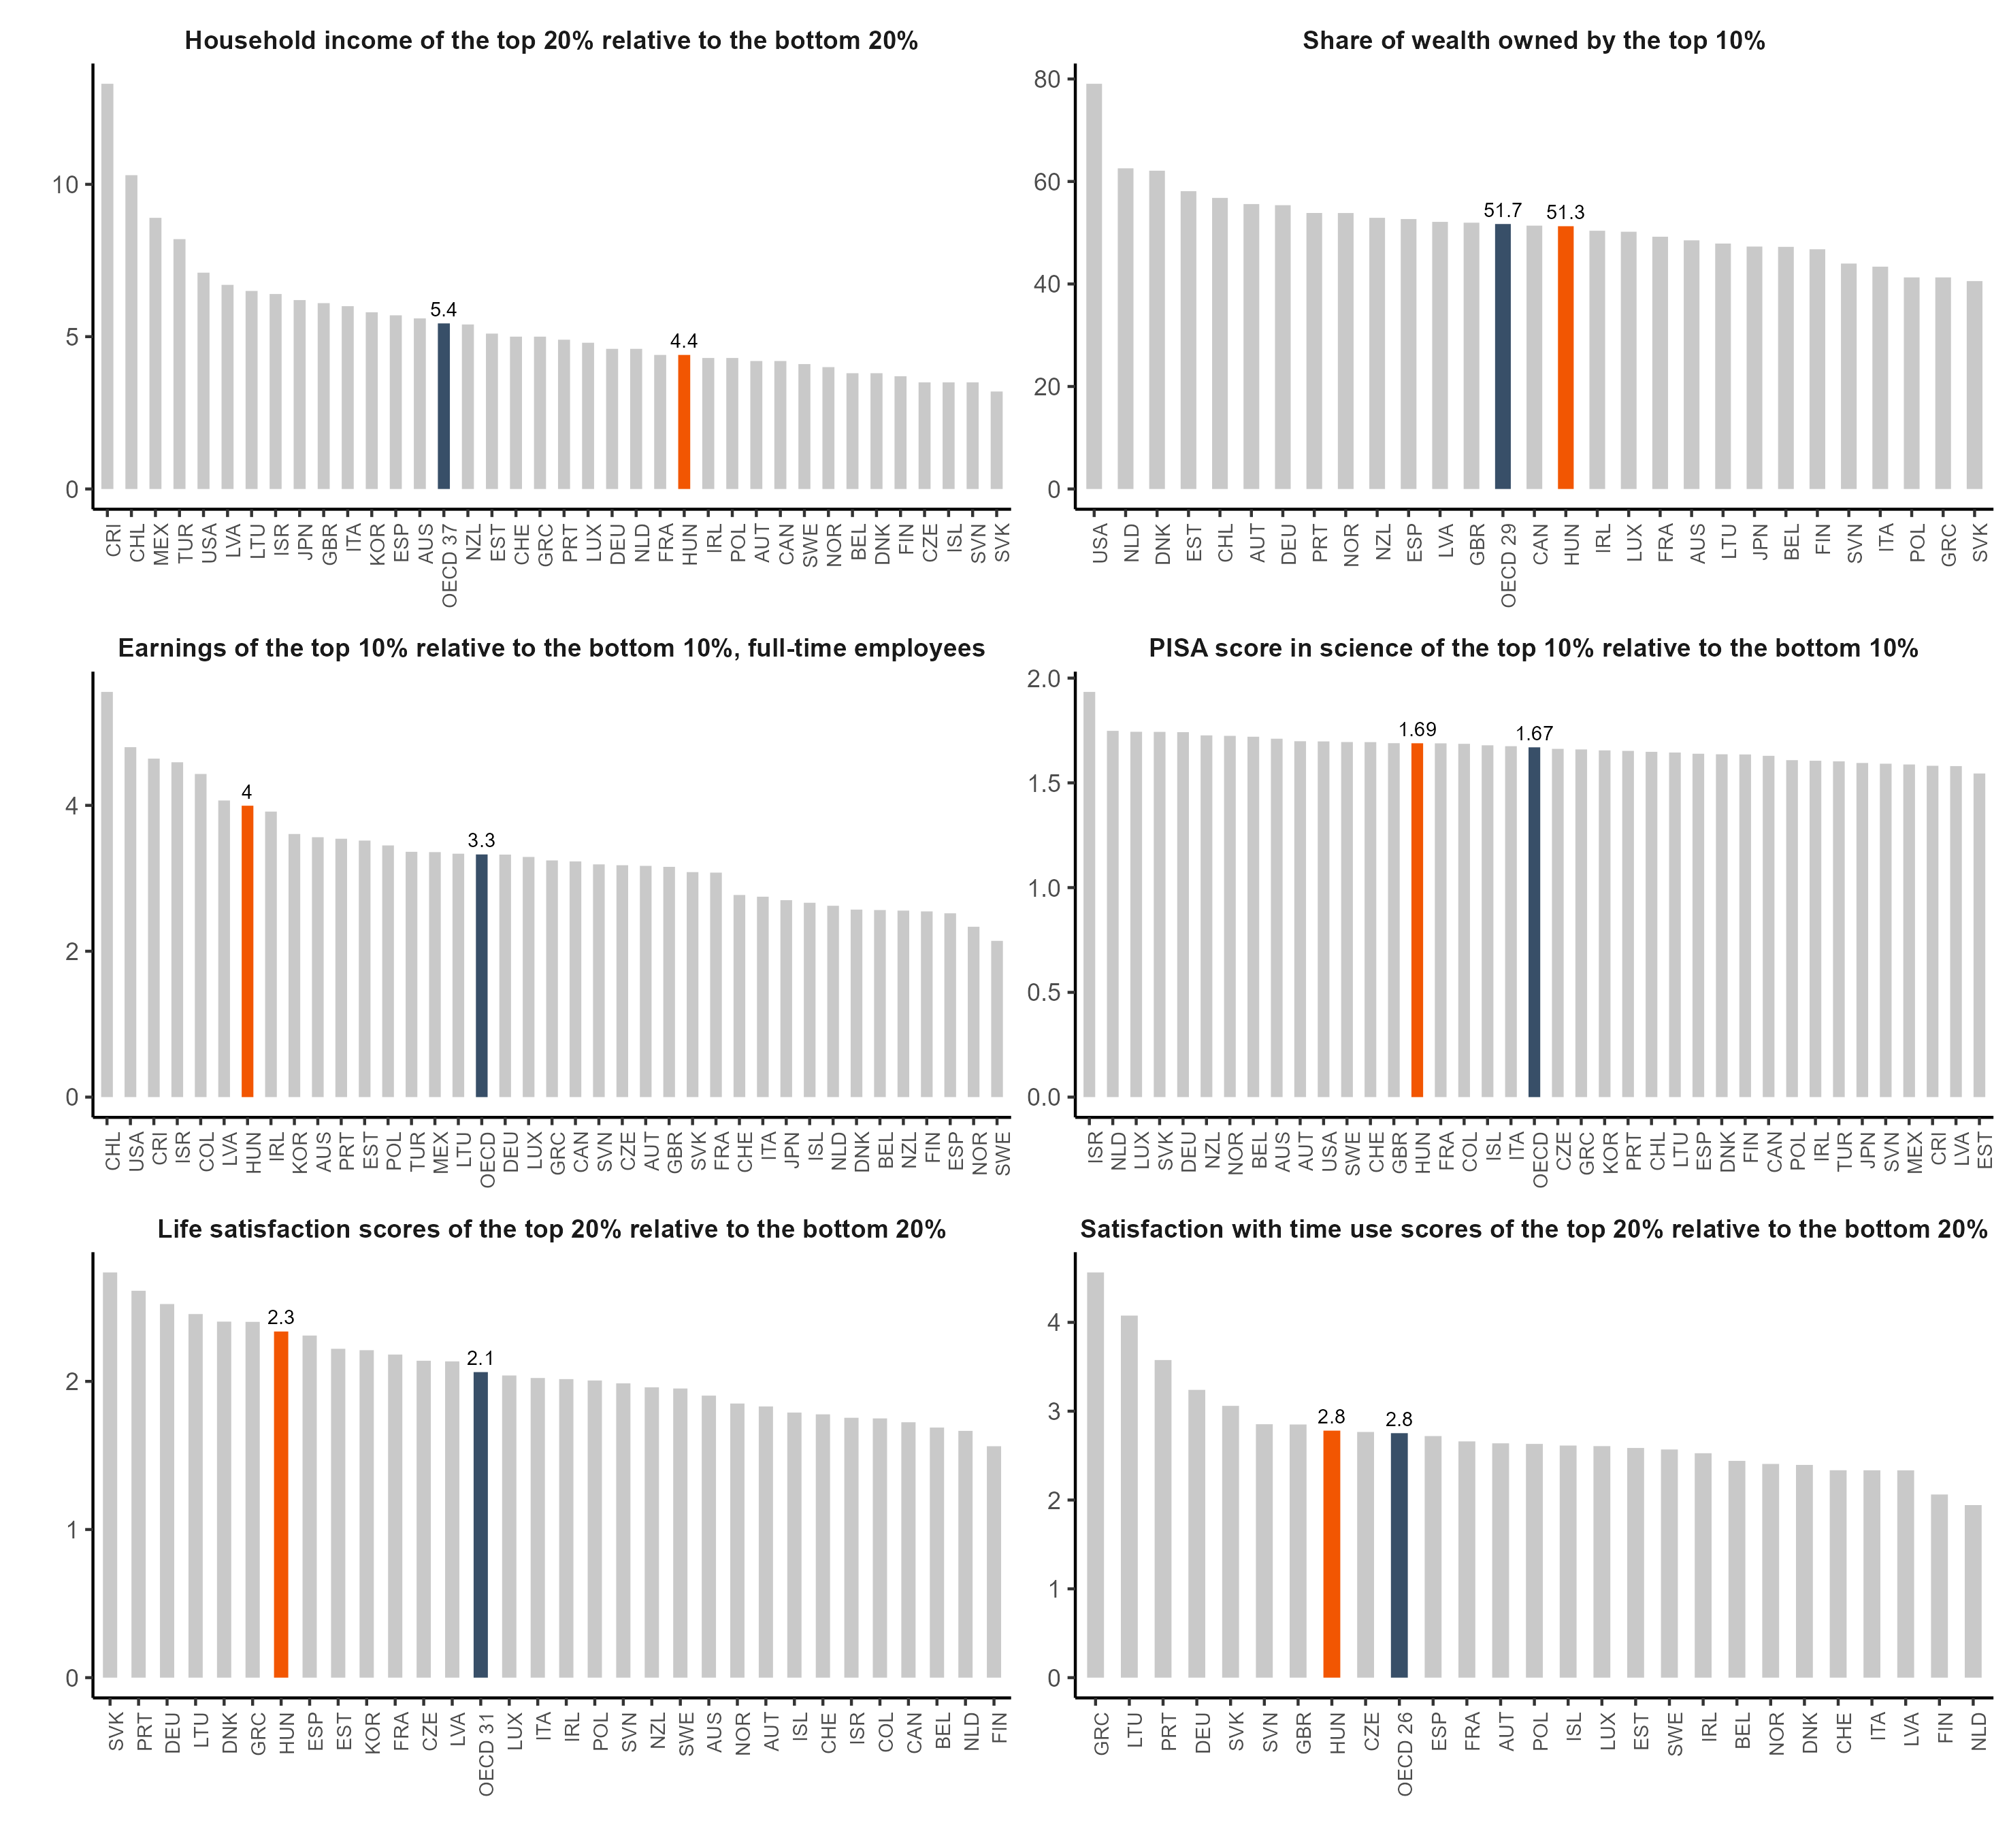 Household income of the top 20% relative to the bottom 20%
10
5
0
5.4
4.4
CRI CHL MEX TUR USA LVA LTU ISR JPN GBR ITA KOR ESP AUS OECD 37 NZL EST CHE GRC PRT LUX DEU NLD FRA HUN IRL POL AUT CAN SWE NOR BEL DNK FIN CZE ISL SVN SVK
Share of wealth owned by the top 10%
80
60
40
20
0
51.7 51.3
USA NLD DNK EST CHL AUT DEU PRT NOR NZL ESP LVA GBR OECD 29 CAN HUN IRL LUX FRA AUS LTU JPN BEL FIN SVN ITA POL GRC SVK
Earnings of the top 10% relative to the bottom 10%, full-time employees
4
2
0
4
3.3
CHL USA CRI ISR COL LVA HUN IRL KOR AUS PRT EST POL TUR MEX LTU OECD DEU LUX GRC CAN SVN CZE AUT GBR SVK FRA CHE ITA JPN ISL NLD DNK BEL NZL FIN ESP NOR SWE
PISA score in science of the top 10% relative to the bottom 10%
2.0
1.5
1.0
0.5
0.0
1.69
1.67
ISR NLD LUX SVK DEU NZL NOR BEL AUS AUT USA SWE CHE GBR HUN FRA COL ISL ITA OECD CZE GRC KOR PRT CHL LTU ESP DNK FIN CAN POL IRL TUR JPN SVN MEX CRI LVA EST
Life satisfaction scores of the top 20% relative to the bottom 20%
2
1
0
2.3
2.1
SVK PRT DEU LTU DNK GRC HUN ESP EST KOR FRA CZE LVA OECD 31 LUX ITA IRL POL SVN NZL SWE AUS NOR AUT ISL CHE ISR COL CAN BEL NLD FIN
Satisfaction with time use scores of the top 20% relative to the bottom 20%
4
3
2
1
0
2.8 2.8
GRC LTU PRT DEU SVK SVN GBR HUN CZE OECD 26 ESP FRA AUT POL ISL LUX EST SWE IRL BEL NOR DNK CHE ITA LVA FIN NLD